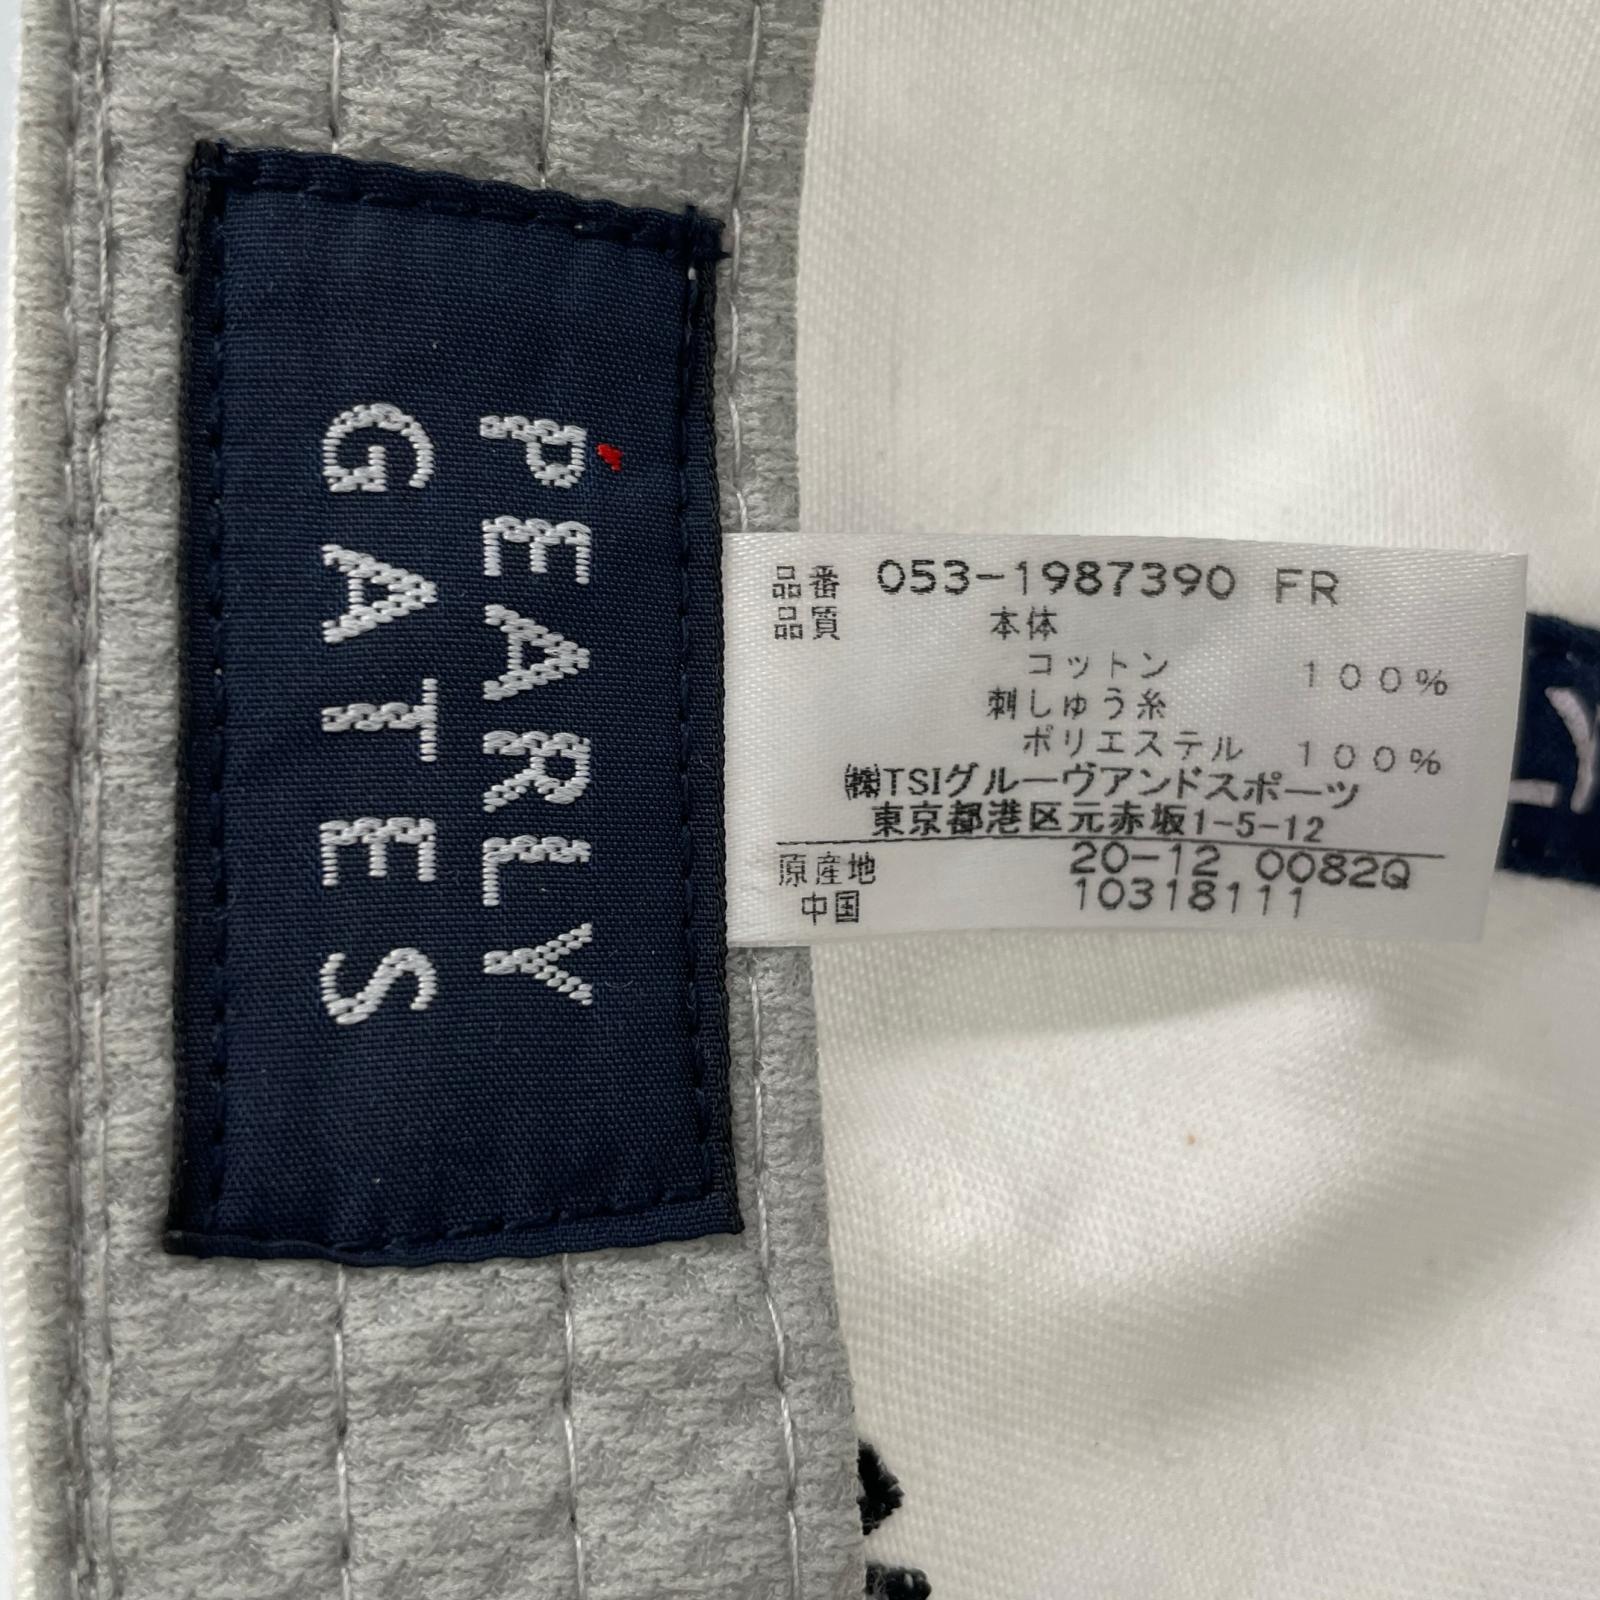 PEARLY
GATES
品番 053-1987390 FR
品質 本体
コットン 100%
刺しゅう糸
ポリエステル 100%
㈱TSIグルーヴアンドスポーツ
東京都港区元赤坂1-5-12
原産地 20-12 0082Q
中国 10318111
LY